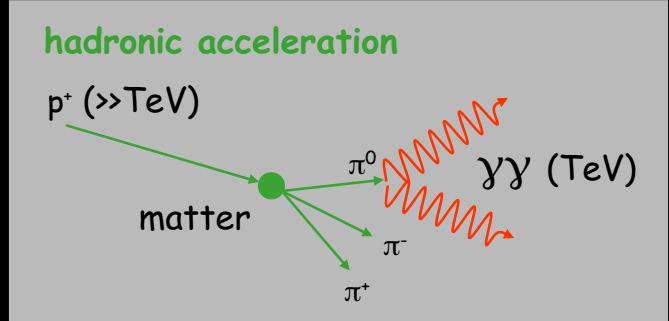 hadronic acceleration
p⁺ (>>TeV)
π⁰
γγ (TeV)
matter
π⁻
π⁺